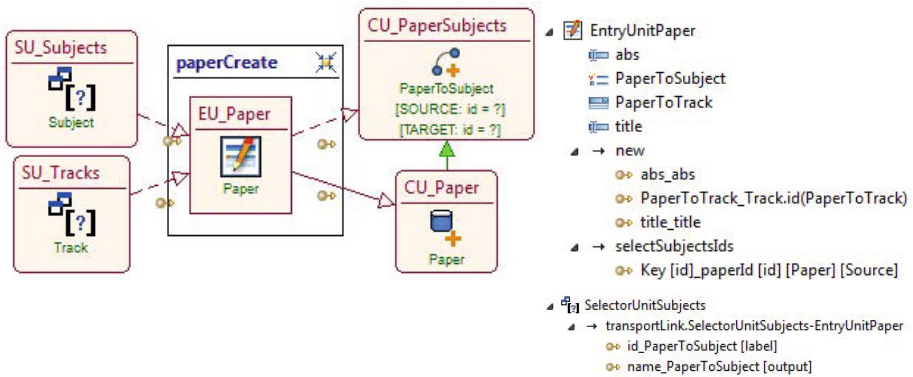 SU_Subjects
[?]
Subject
SU_Tracks
[?]
Track
paperCreate
EU_Paper
Paper
CU_PaperSubjects
PaperToSubject
[SOURCE: id = ?]
[TARGET: id = ?]
CU_Paper
Paper
EntryUnitPaper
abs
PaperToSubject
PaperToTrack
title
new
abs_abs
PaperToTrack_Track.id(PaperToTrack)
title_title
selectSubjectsIds
Key [id]_paperId [id] [Paper] [Source]
[?] SelectorUnitSubjects
transportLink.SelectorUnitSubjects-EntryUnitPaper
id_PaperToSubject [label]
name_PaperToSubject [output]